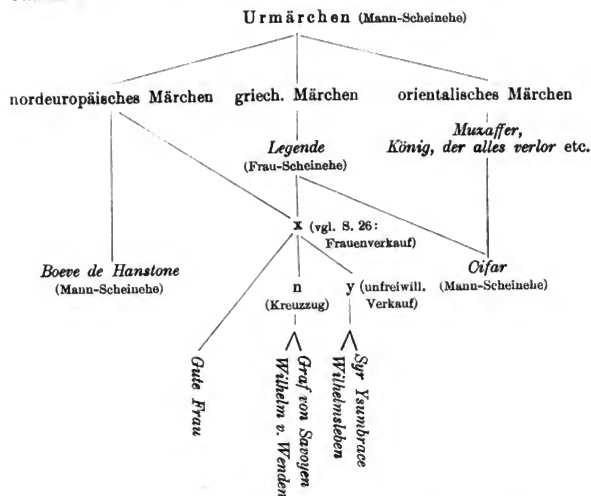 Urmärchen (Mann-Scheinehe)
nordeuropäisches Märchen griech. Märchen orientalisches Märchen
Muxaffer,
König, der alles verlor etc.
Legende
(Frau-Scheinehe)
x (vgl. S. 26:
Frauenverkauf)
Boeve de Hanstone
(Mann-Scheinehe)
Cifar
(Mann-Scheinehe)
n
(Kreuzzug)
y (unfreiwill.
Verkauf)
Gute Frau
Graf von Savoyen
Wilhelm v. Wenden
Syr Ysumbrace
Wilhelmsleben